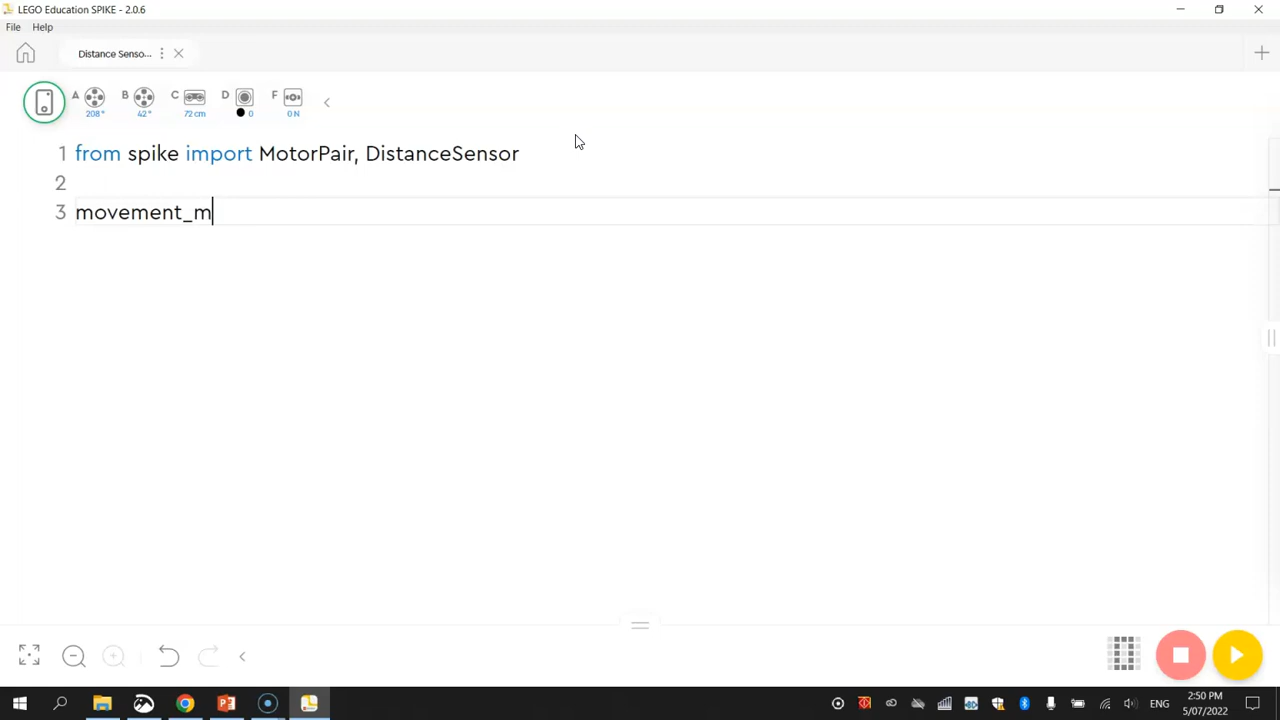 LEGO Education SPIKE - 2.0.6
File Help
Distance Senso...
A B C D F
208° 42° 72 cm 0 0 N
1 from spike import MotorPair, DistanceSensor
2
3 movement_m
2:50 PM
ENG
5/07/2022